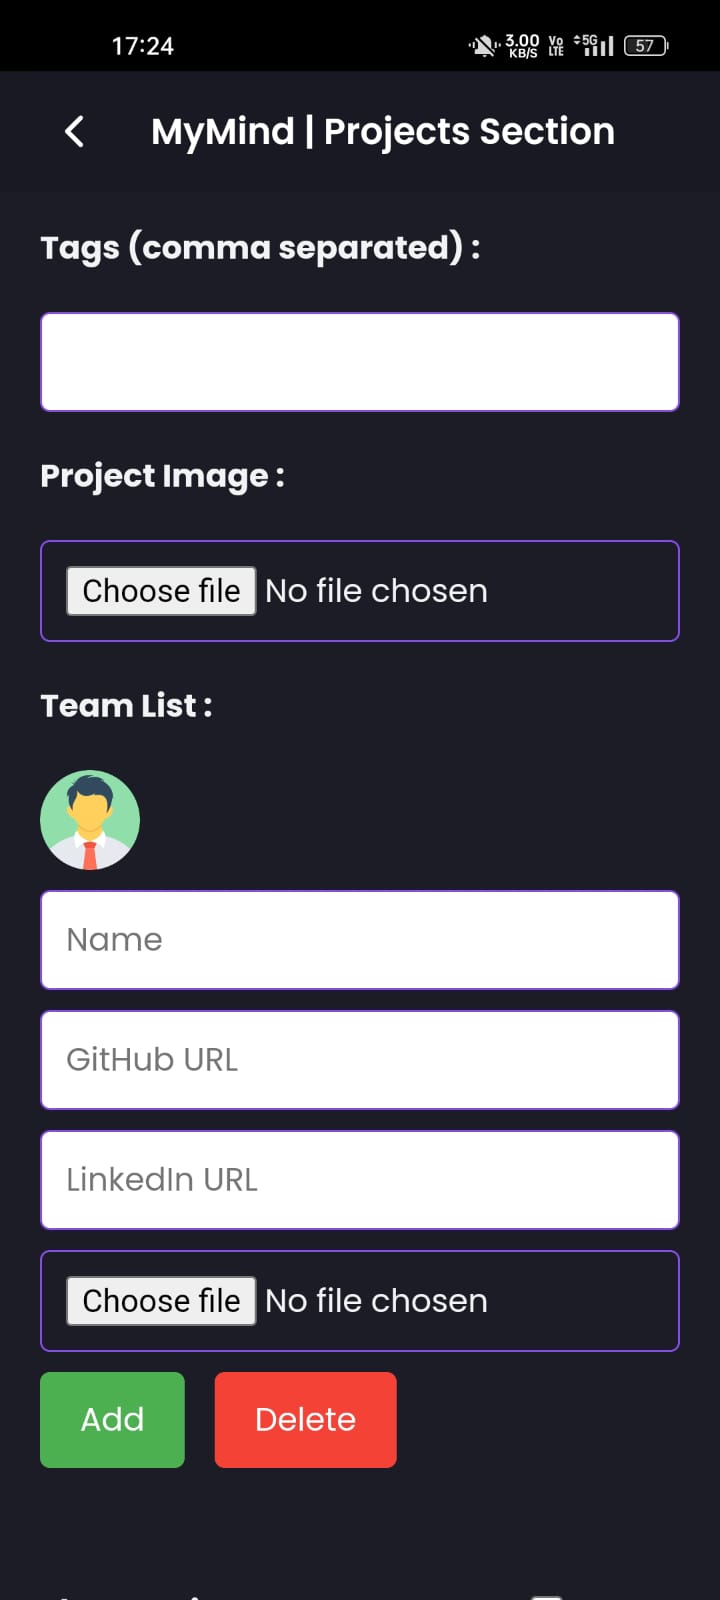 17:24
3.00
KB/S
Vo
LTE
5G
57
MyMind | Projects Section
Tags (comma separated) :
Project Image :
Choose file No file chosen
Team List :
Name
GitHub URL
LinkedIn URL
Choose file No file chosen
Add Delete